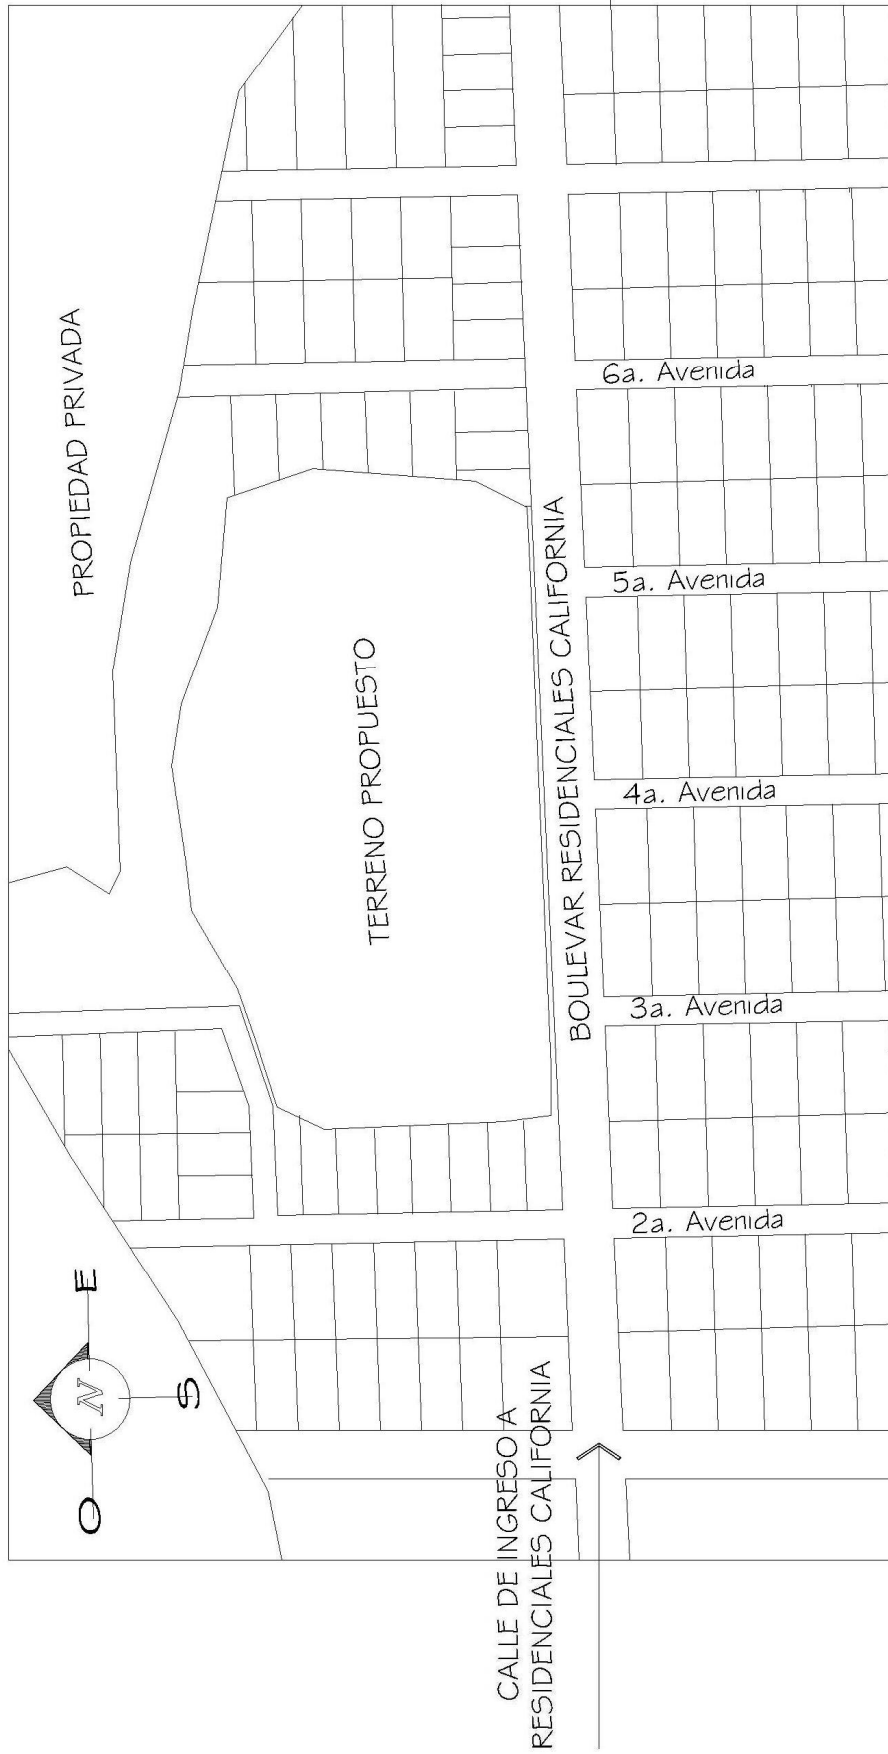 PROPIEDAD PRIVADA
TERRENO PROPUESTO
BOULEVAR RESIDENCIALES CALIFORNIA
6a. Avenida
5a. Avenida
4a. Avenida
3a. Avenida
2a. Avenida
CALLE DE INGRESO A
RESIDENCIALES CALIFORNIA
N
E
S
O